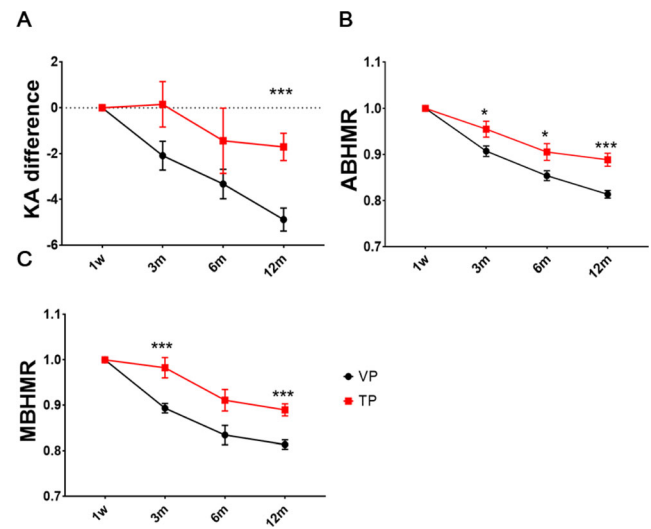 A
KA difference
2
0
-2
-4
-6
***
1w 3m 6m 12m
B
ABHMR
1.1
1.0
0.9
0.8
0.7
* * ***
1w 3m 6m 12m
C
MBHMR
1.1
1.0
0.9
0.8
0.7
*** ***
1w 3m 6m 12m
VP
TP